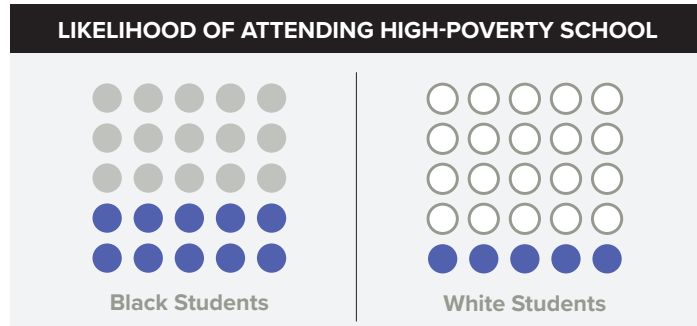 LIKELIHOOD OF ATTENDING HIGH-POVERTY SCHOOL
Black Students
White Students